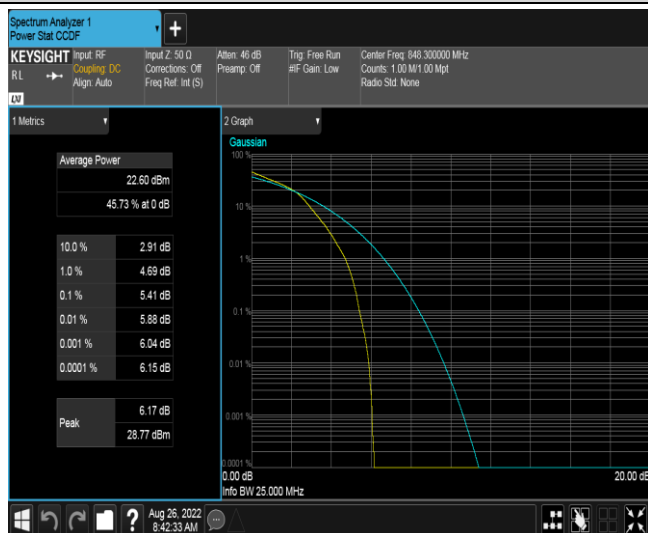 Spectrum Analyzer 1
Power Stat CCDF
KEYSIGHT
RL
LXI
Input: RF
Coupling: DC
Align: Auto
Input Z: 50 Ω
Corrections: Off
Freq Ref: Int (S)
Atten: 46 dB
Preamp: Off
Trig: Free Run
#IF Gain: Low
Center Freq: 848.300000 MHz
Counts: 1.00 M/1.00 Mpt
Radio Std: None
1 Metrics
Average Power
22.60 dBm
45.73 % at 0 dB
10.0 % 2.91 dB
1.0 % 4.69 dB
0.1 % 5.41 dB
0.01 % 5.88 dB
0.001 % 6.04 dB
0.0001 % 6.15 dB
Peak
6.17 dB
28.77 dBm
2 Graph
Gaussian
100 %
10 %
1 %
0.1 %
0.01 %
0.001 %
0.0001 %
0.00 dB
20.00 dB
Info BW 25.000 MHz
?
Aug 26, 2022
8:42:33 AM